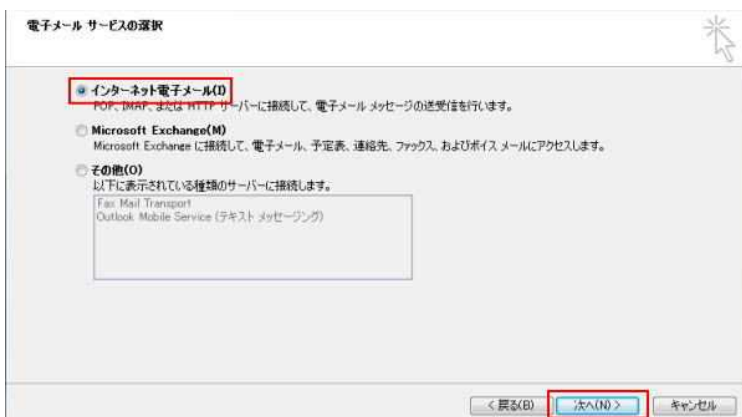 電子メール サービスの選択
インターネット電子メール(I)
POP、IMAP、または HTTP サーバーに接続して、電子メール メッセージの送受信を行います。
Microsoft Exchange(M)
Microsoft Exchange に接続して、電子メール、予定表、連絡先、ファックス、およびボイス メールにアクセスします。
その他(O)
以下に表示されている種類のサーバーに接続します。
Fax Mail Transport
Outlook Mobile Service (テキスト メッセージング)
< 戻る(B) 次へ(N) > キャンセル